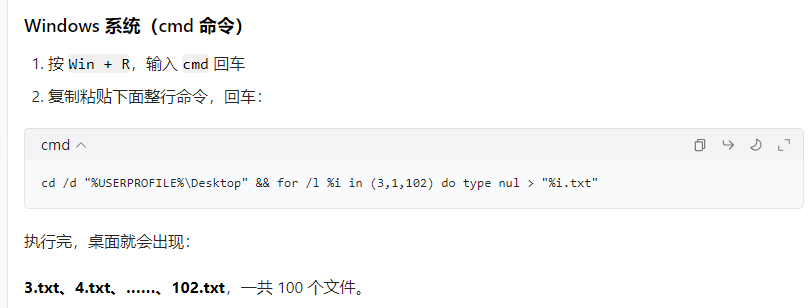 Windows 系统（cmd 命令）
1. 按 Win + R，输入 cmd 回车
2. 复制粘贴下面整行命令，回车：
cmd
cd /d "%USERPROFILE%\Desktop" && for /l %i in (3,1,102) do type nul > "%i.txt"
执行完，桌面就会出现：
3.txt、4.txt、……、102.txt，一共 100 个文件。